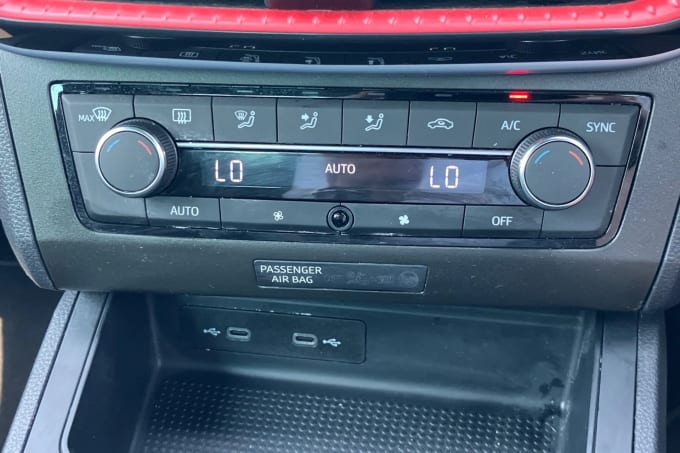 MAX
A/C
SYNC
LO AUTO LO
AUTO
OFF
PASSENGER
AIR BAG